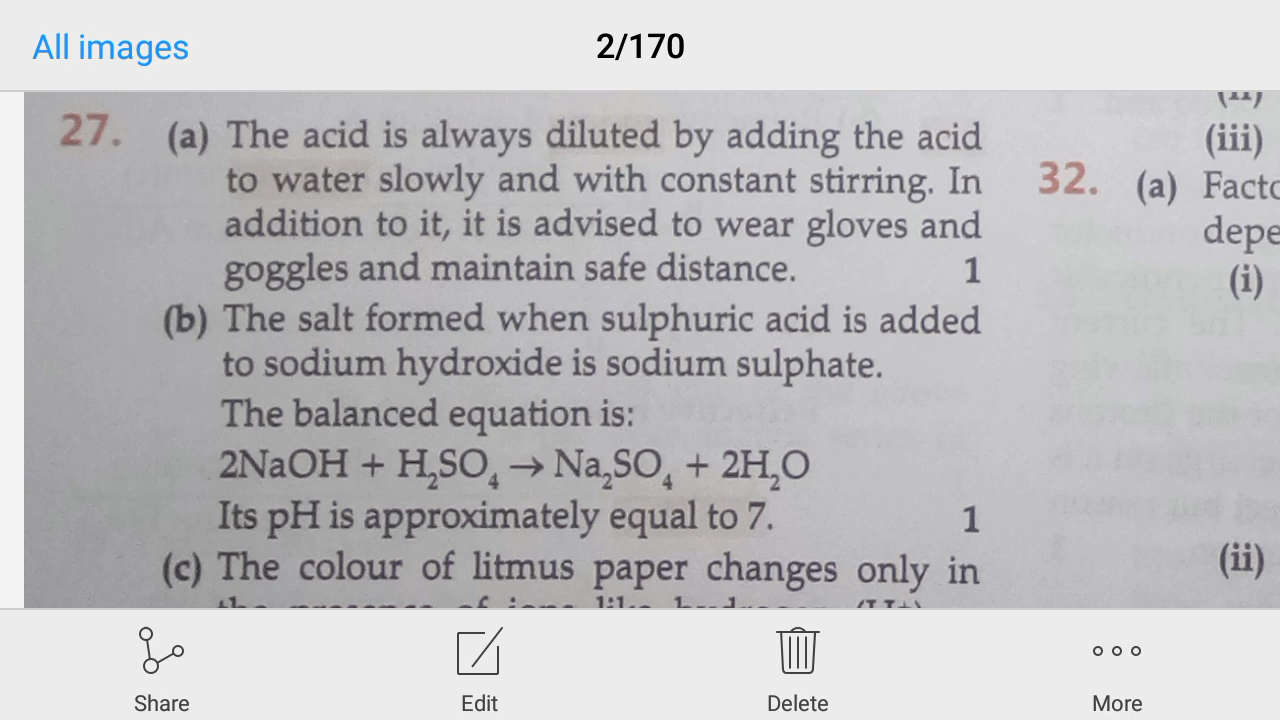 All images
2/170
27. (a) The acid is always diluted by adding the acid
to water slowly and with constant stirring. In
addition to it, it is advised to wear gloves and
goggles and maintain safe distance. 1
(b) The salt formed when sulphuric acid is added
to sodium hydroxide is sodium sulphate.
The balanced equation is:
2NaOH + H₂SO₄ → Na₂SO₄ + 2H₂O
Its pH is approximately equal to 7. 1
(c) The colour of litmus paper changes only in
(iii)
32. (a) Facto
depe
(i)
(ii)
Share
Edit
Delete
More